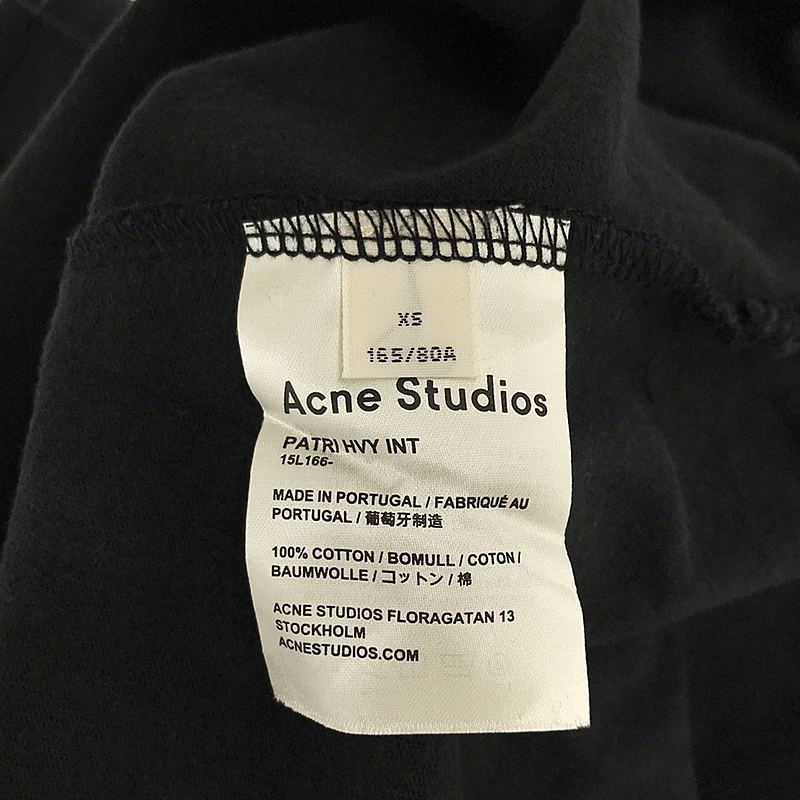 XS
165/80A
Acne Studios
PATRI HVY INT
15L166-
MADE IN PORTUGAL / FABRIQUÉ AU
PORTUGAL / 葡萄牙制造
100% COTTON / BOMULL / COTON /
BAUMWOLLE / コットン / 棉
ACNE STUDIOS FLORAGATAN 13
STOCKHOLM
ACNESTUDIOS.COM